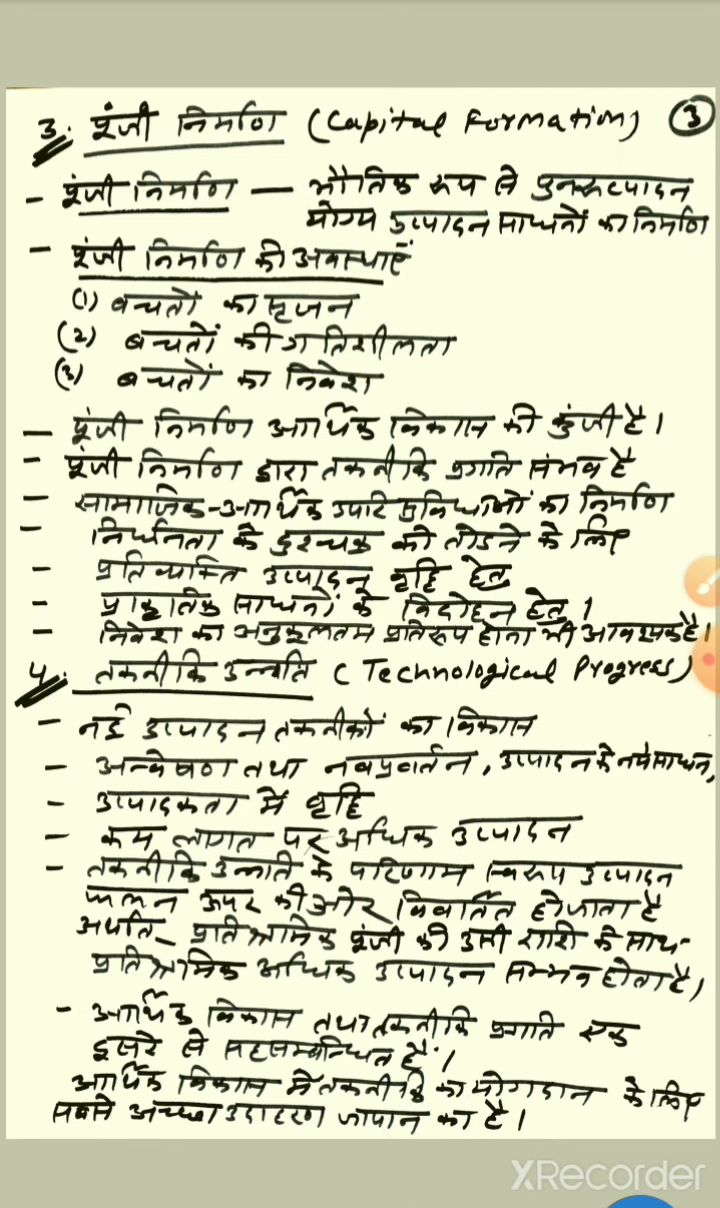 3. पूंजी निर्माण (Capital Formation) 3
- पूंजी निर्माण — भौतिक रूप से पुनरुत्पादन
योग्य उत्पादन साधनों का निर्माण
- पूंजी निर्माण की अवस्थाएँ
(1) बचतों का सृजन
(2) बचतों की गतिशीलता
(3) बचतों का निवेश
- पूंजी निर्माण आर्थिक विकास की कुंजी है।
- पूंजी निर्माण द्वारा तकनीकि प्रगति संभव है
- सामाजिक-आर्थिक उपरि सुविधाओं का निर्माण
- निर्धनता के दुश्चक्र को तोडने के लिए
- प्रतिव्यक्ति उत्पादन वृद्धि हेतु
- प्राकृतिक साधनों के विदोहन हेतु।
- निवेश का अनुकूलतम प्रतिरूप होना भी आवश्यक है।
4. तकनीकि उन्नति (Technological Progress)
- नई उत्पादन तकनीकों का विकास
- अन्वेषण तथा नवप्रवर्तन, उत्पादन के नये साधन,
- उत्पादकता में वृद्धि
- कम लागत पर अधिक उत्पादन
- तकनीकि उन्नति के परिणाम स्वरूप उत्पादन
फलन ऊपर की ओर विवर्तित हो जाता है
अर्थात - प्रति श्रमिक पूंजी की उसी राशि के साथ
प्रति श्रमिक अधिक उत्पादन सम्भव होता है,
- आर्थिक विकास तथा तकनीकि प्रगति एक
दूसरे से सहसम्बन्धित है।
आर्थिक विकास में तकनीकि का योगदान के लिए
सबसे अच्छा उदाहरण जापान का है।
XRecorder